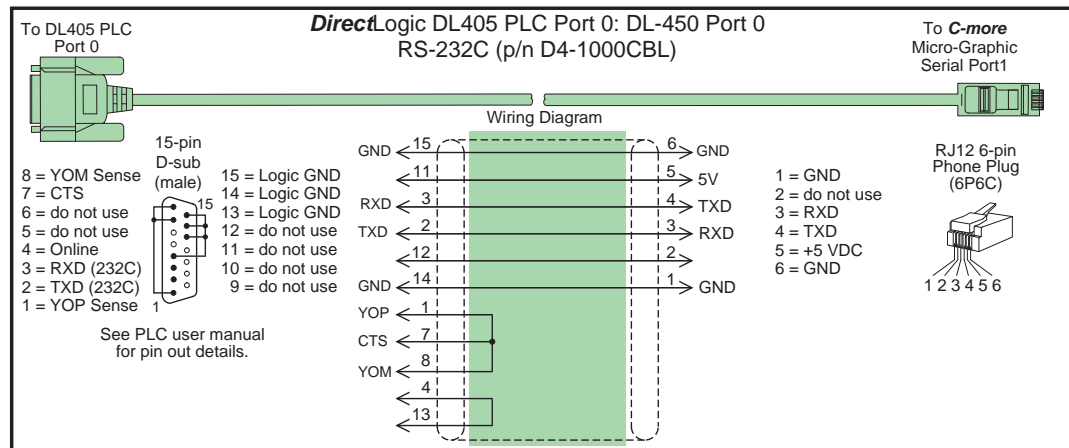 DirectLogic DL405 PLC Port 0: DL-450 Port 0
RS-232C (p/n D4-1000CBL)
To DL405 PLC
Port 0
To C-more
Micro-Graphic
Serial Port1
Wiring Diagram
15-pin
D-sub
(male)
8 = YOM Sense
7 = CTS
6 = do not use
5 = do not use
4 = Online
3 = RXD (232C)
2 = TXD (232C)
1 = YOP Sense
15
1
15 = Logic GND
14 = Logic GND
13 = Logic GND
12 = do not use
11 = do not use
10 = do not use
9 = do not use
See PLC user manual
for pin out details.
GND 15 6 GND
11 5 5V
RXD 3 4 TXD
TXD 2 3 RXD
12 2
GND 14 1 GND
YOP 1
CTS 7
YOM 8
4
13
1 = GND
2 = do not use
3 = RXD
4 = TXD
5 = +5 VDC
6 = GND
RJ12 6-pin
Phone Plug
(6P6C)
1 2 3 4 5 6